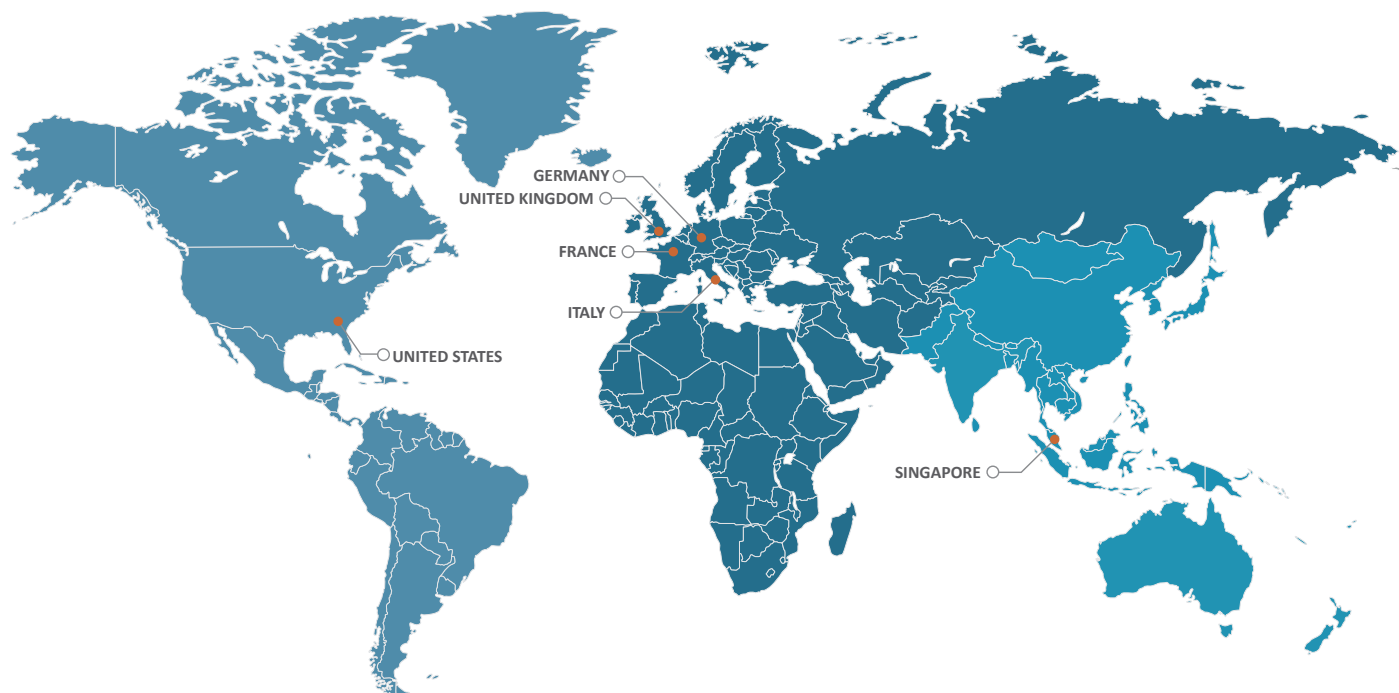 GERMANY
UNITED KINGDOM
FRANCE
ITALY
UNITED STATES
SINGAPORE